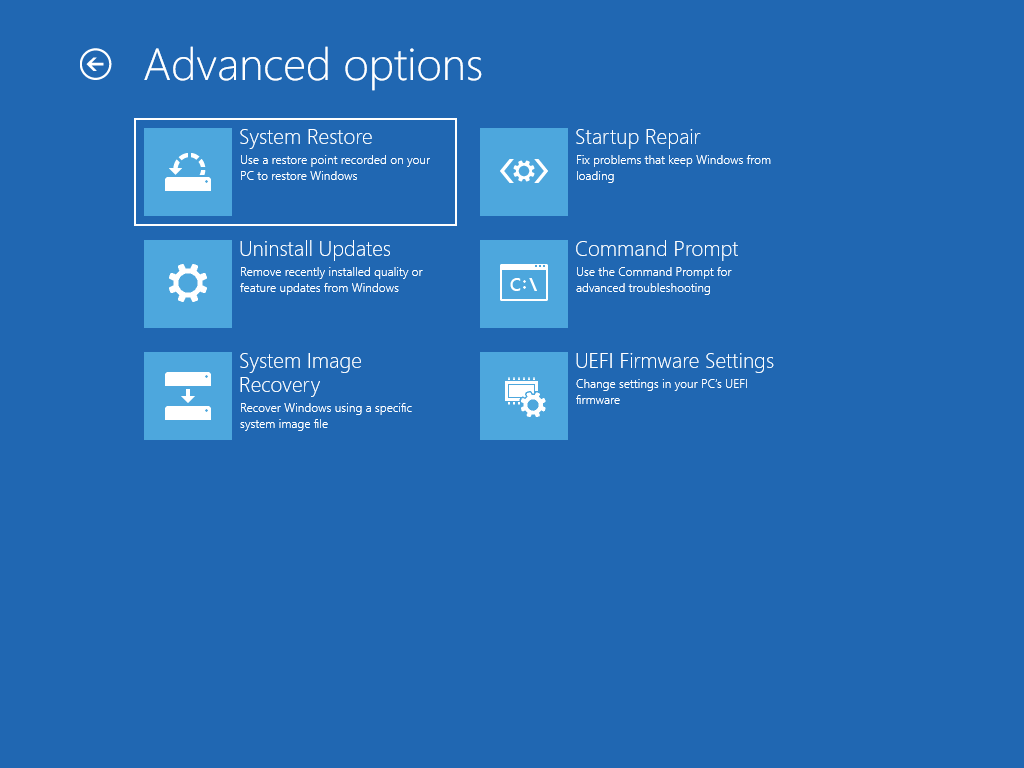 Advanced options
System Restore
Use a restore point recorded on your
PC to restore Windows
Startup Repair
Fix problems that keep Windows from
loading
Uninstall Updates
Remove recently installed quality or
feature updates from Windows
Command Prompt
Use the Command Prompt for
advanced troubleshooting
C:\
System Image
Recovery
Recover Windows using a specific
system image file
UEFI Firmware Settings
Change settings in your PC's UEFI
firmware